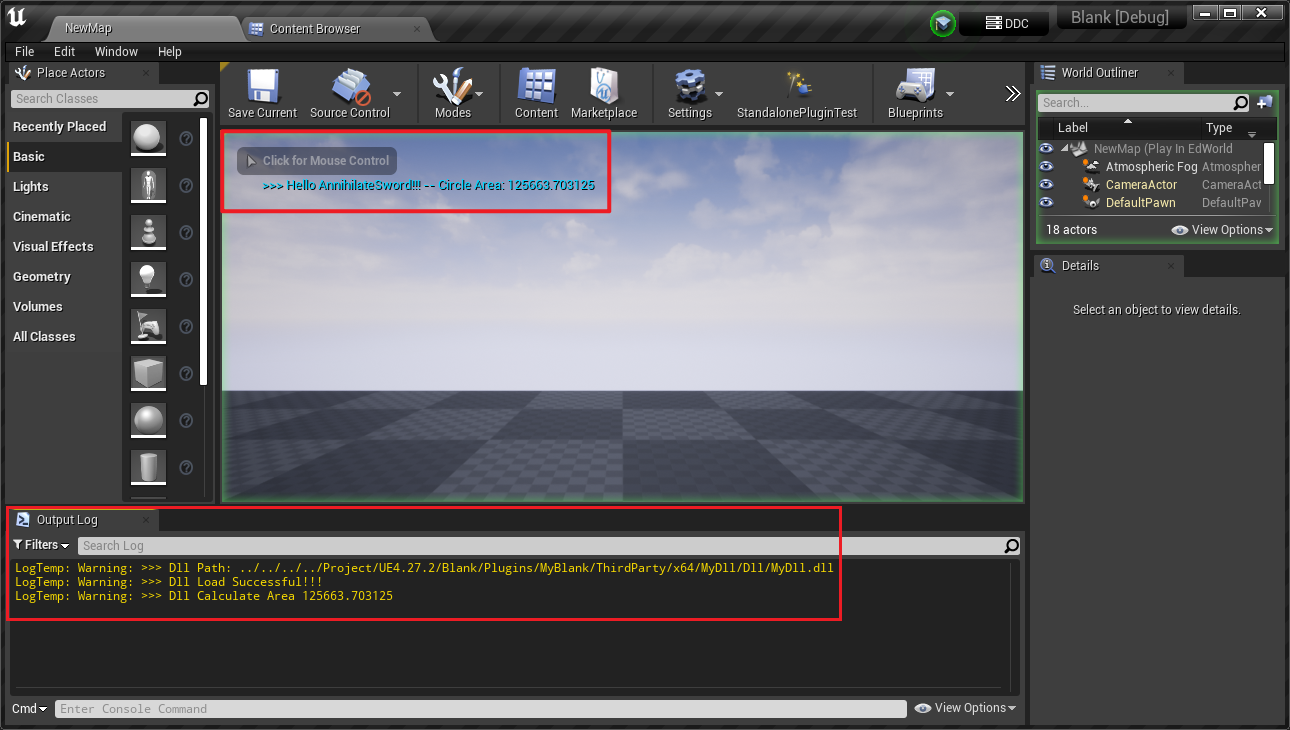 NewMap
Content Browser
DDC
Blank [Debug]
File Edit Window Help
Place Actors
Search Classes
Recently Placed
Basic
Lights
Cinematic
Visual Effects
Geometry
Volumes
All Classes
Save Current
Source Control
Modes
Content
Marketplace
Settings
StandalonePluginTest
Blueprints
Click for Mouse Control
>>> Hello AnnihilateSword!!! -- Circle Area: 125663.703125
World Outliner
Search...
Label Type
NewMap (Play In EdWorld
Atmospheric Fog Atmospher
CameraActor CameraAct
DefaultPawn DefaultPav
18 actors View Options
Details
Select an object to view details.
Output Log
Filters Search Log
LogTemp: Warning: >>> Dll Path: ../../../../Project/UE4.27.2/Blank/Plugins/MyBlank/ThirdParty/x64/MyDll/Dll/MyDll.dll
LogTemp: Warning: >>> Dll Load Successful!!!
LogTemp: Warning: >>> Dll Calculate Area 125663.703125
Cmd Enter Console Command View Options